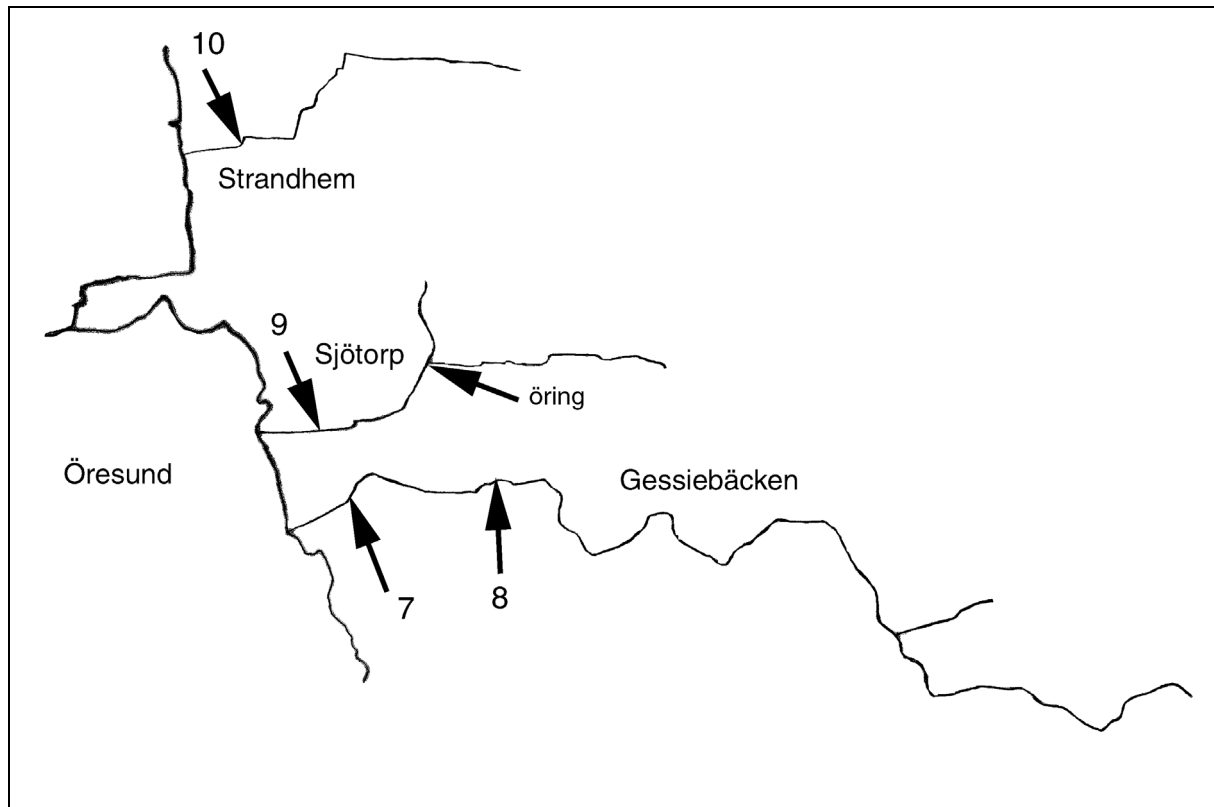 10
Strandhem
9
Sjötorp
öring
Öresund
Gessiebäcken
7
8